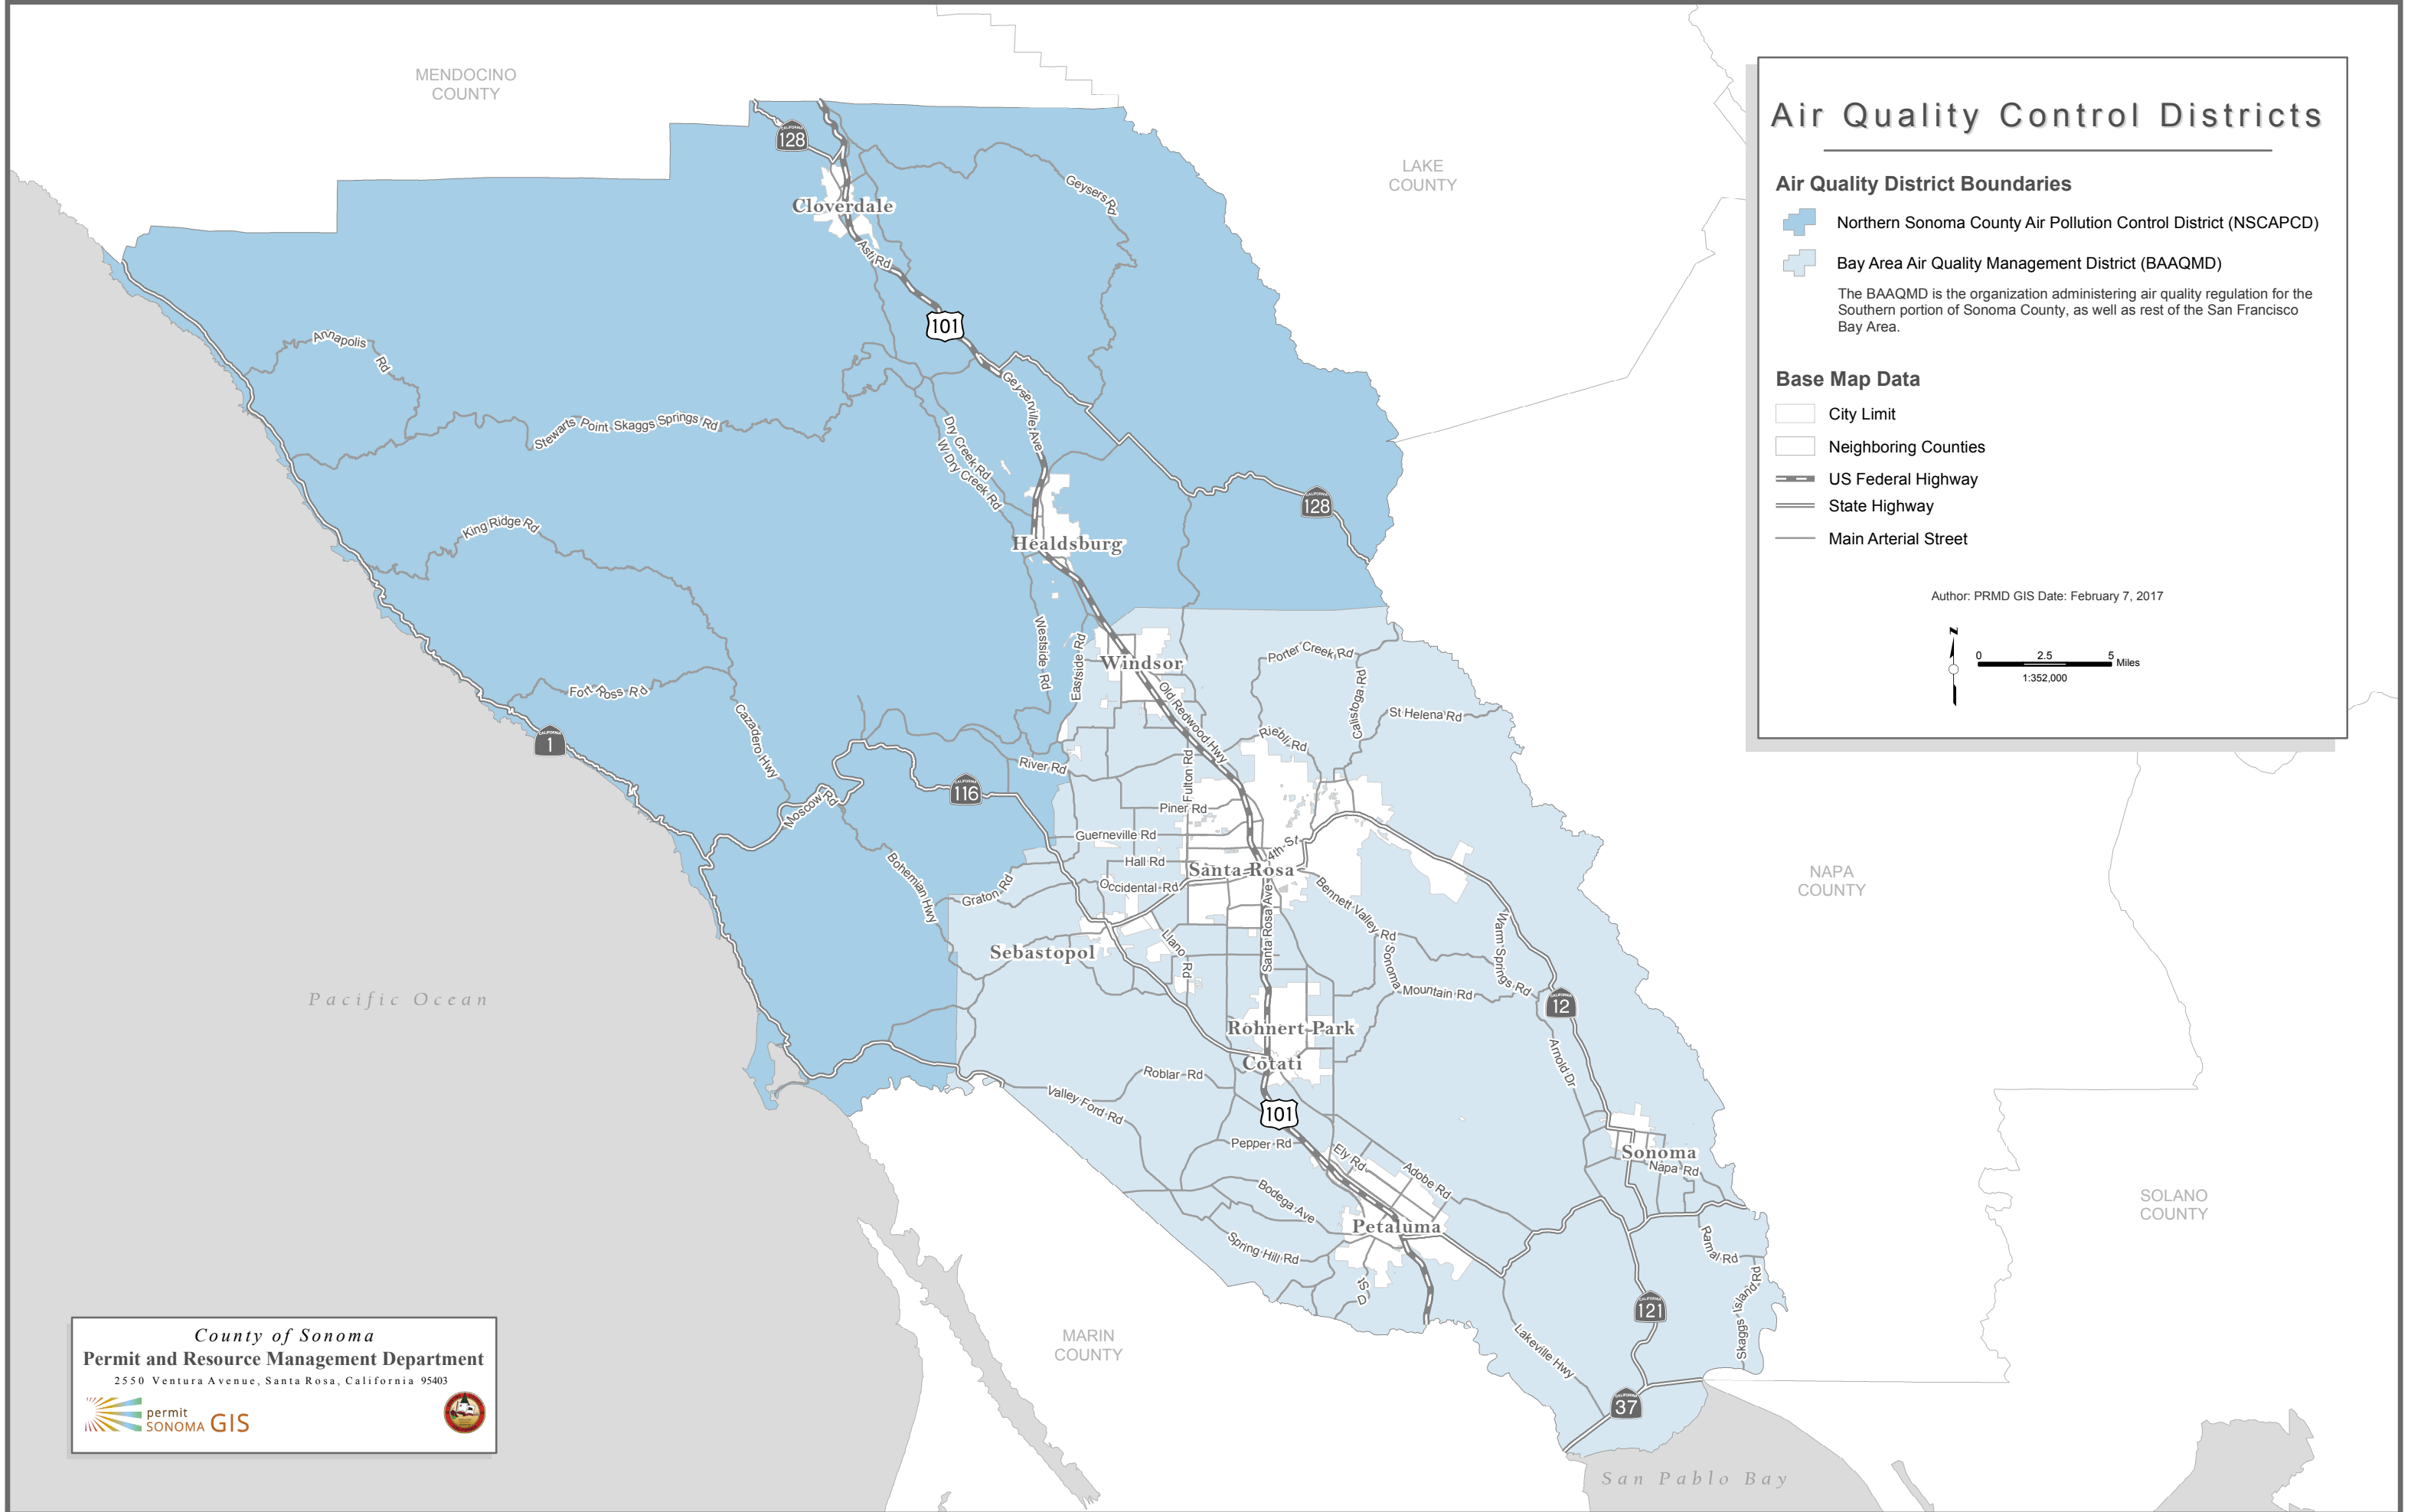 MENDOCINO
COUNTY
LAKE
COUNTY
NAPA
COUNTY
SOLANO
COUNTY
MARIN
COUNTY
Pacific Ocean
San Pablo Bay
Air Quality Control Districts
Air Quality District Boundaries
Northern Sonoma County Air Pollution Control District (NSCAPCD)
Bay Area Air Quality Management District (BAAQMD)
The BAAQMD is the organization administering air quality regulation for the
Southern portion of Sonoma County, as well as rest of the San Francisco
Bay Area.
Base Map Data
City Limit
Neighboring Counties
US Federal Highway
State Highway
Main Arterial Street
Author: PRMD GIS Date: February 7, 2017
N
0 2.5 5 Miles
1:352,000
CALIFORNIA 128
Cloverdale
Geysers Rd
Asti Rd
101
Annapolis Rd
Geyserville Ave
Stewarts Point Skaggs Springs Rd
Dry Creek Rd
W Dry Creek Rd
CALIFORNIA 128
King Ridge Rd
Healdsburg
Westside Rd
Eastside Rd
Windsor
Porter Creek Rd
Calistoga Rd
Fort Ross Rd
Old Redwood Hwy
St Helena Rd
Cazadero Hwy
CALIFORNIA 1
Riebli Rd
River Rd
Fulton Rd
CALIFORNIA 116
Moscow Rd
Piner Rd
Guerneville Rd
4th St
Hall Rd
Santa Rosa
Bohemian Hwy
Graton Rd
Occidental Rd
Santa Rosa Ave
Bennett Valley Rd
Warm Springs Rd
Sebastopol
Llano Rd
Sonoma Mountain Rd
CALIFORNIA 12
Rohnert Park
Cotati
Arnold Dr
Roblar Rd
Valley Ford Rd
101
Pepper Rd
Ely Rd
Adobe Rd
Sonoma
Napa Rd
Bodega Ave
Petaluma
Spring Hill Rd
D St
Ramal Rd
Skaggs Island Rd
CALIFORNIA 121
Lakeville Hwy
CALIFORNIA 37
County of Sonoma
Permit and Resource Management Department
2550 Ventura Avenue, Santa Rosa, California 95403
permit
SONOMA GIS